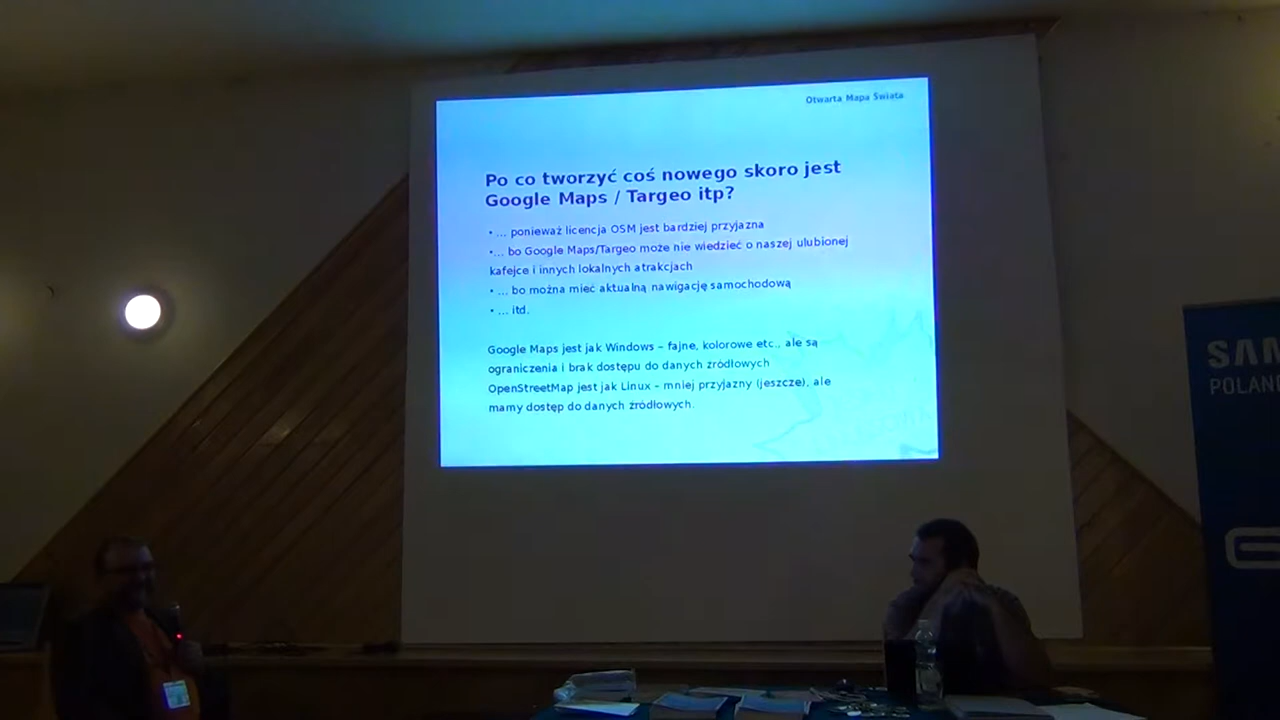 Otwarta Mapa Świata
Po co tworzyć coś nowego skoro jest
Google Maps / Targeo itp?
• ... ponieważ licencja OSM jest bardziej przyjazna
•... bo Google Maps/Targeo może nie wiedzieć o naszej ulubionej
kafejce i innych lokalnych atrakcjach
• ... bo można mieć aktualną nawigację samochodową
• ... itd.
Google Maps jest jak Windows – fajne, kolorowe etc., ale są
ograniczenia i brak dostępu do danych źródłowych
OpenStreetMap jest jak Linux – mniej przyjazny (jeszcze), ale
mamy dostęp do danych źródłowych.
SAM
POLAN